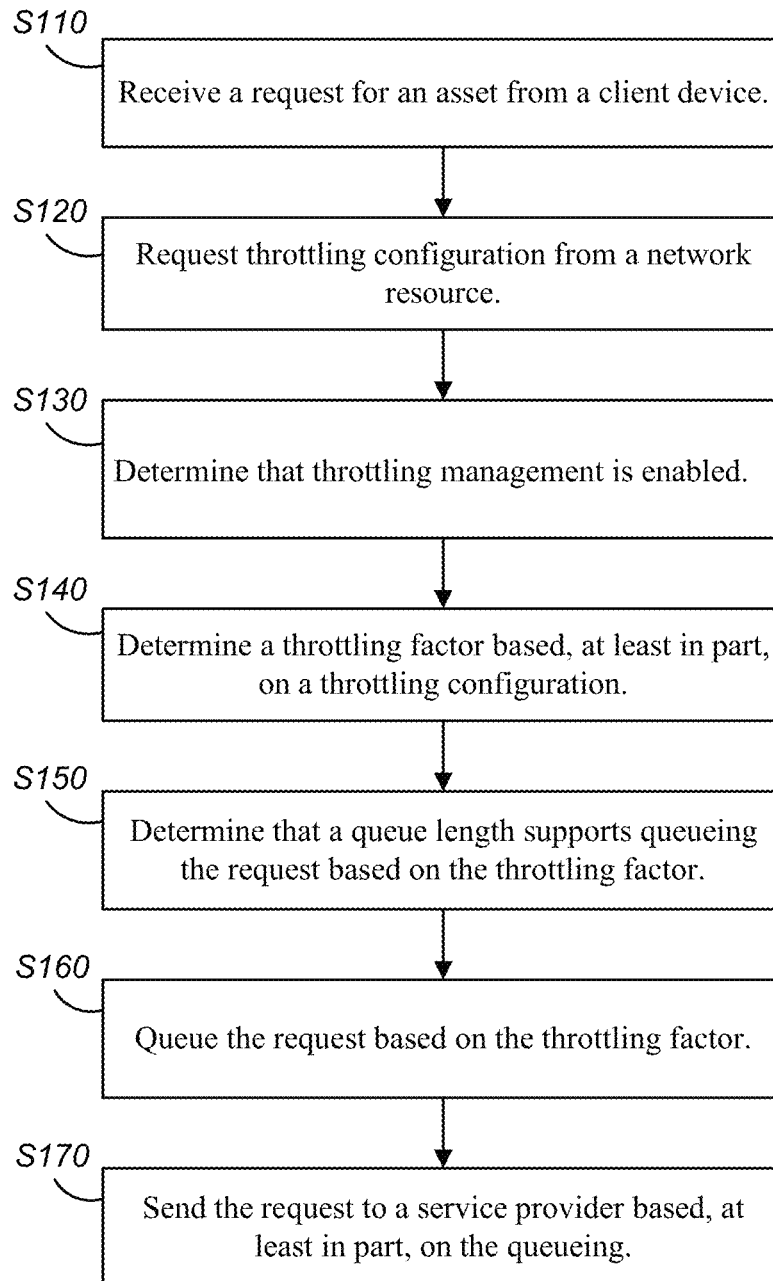 S110
Receive a request for an asset from a client device.
S120
Request throttling configuration from a network
resource.
S130
Determine that throttling management is enabled.
S140
Determine a throttling factor based, at least in part,
on a throttling configuration.
S150
Determine that a queue length supports queueing
the request based on the throttling factor.
S160
Queue the request based on the throttling factor.
S170
Send the request to a service provider based, at
least in part, on the queueing.